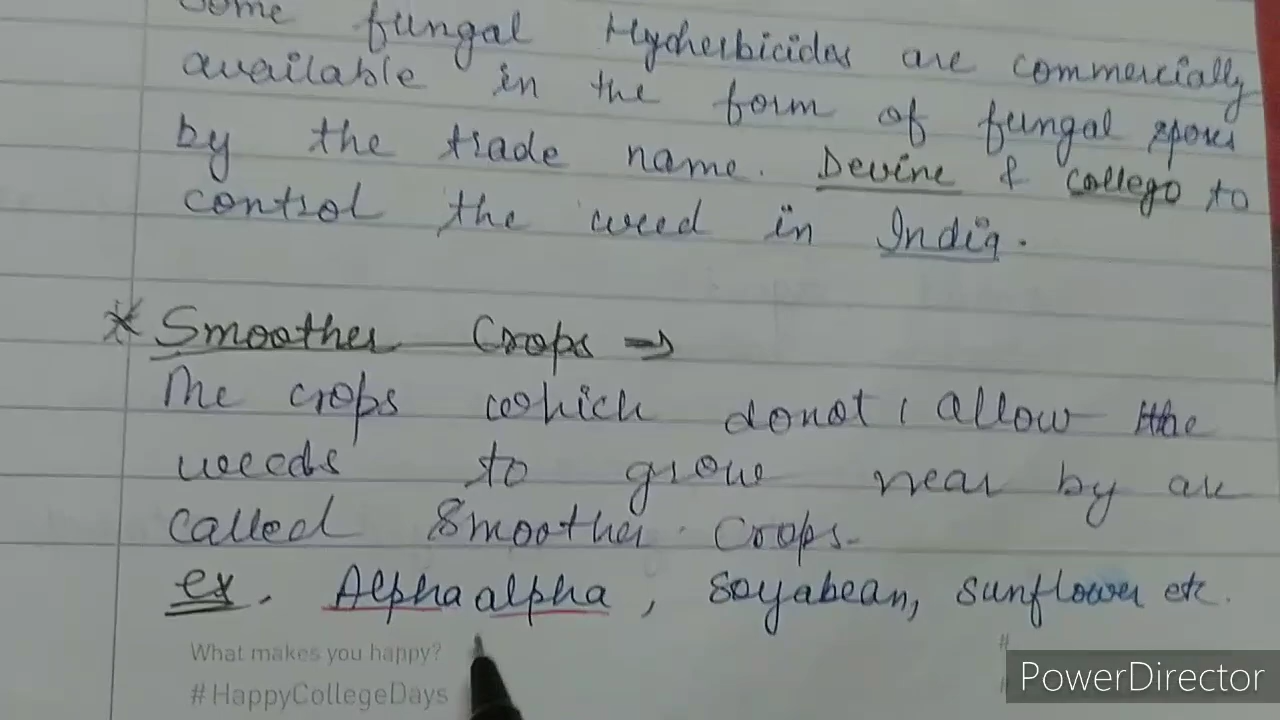 Some fungal Mycherbicides are commercially
available in the form of fungal spores
by the trade name. Devine & collego to
control the weed in India.
* Smoother Crops →
The crops which donot allow the
weeds to grow near by are
called Smoother Crops.
ex. Alphaalpha, Soyabean, sunflower etc.
What makes you happy?
#
#HappyCollegeDays
PowerDirector